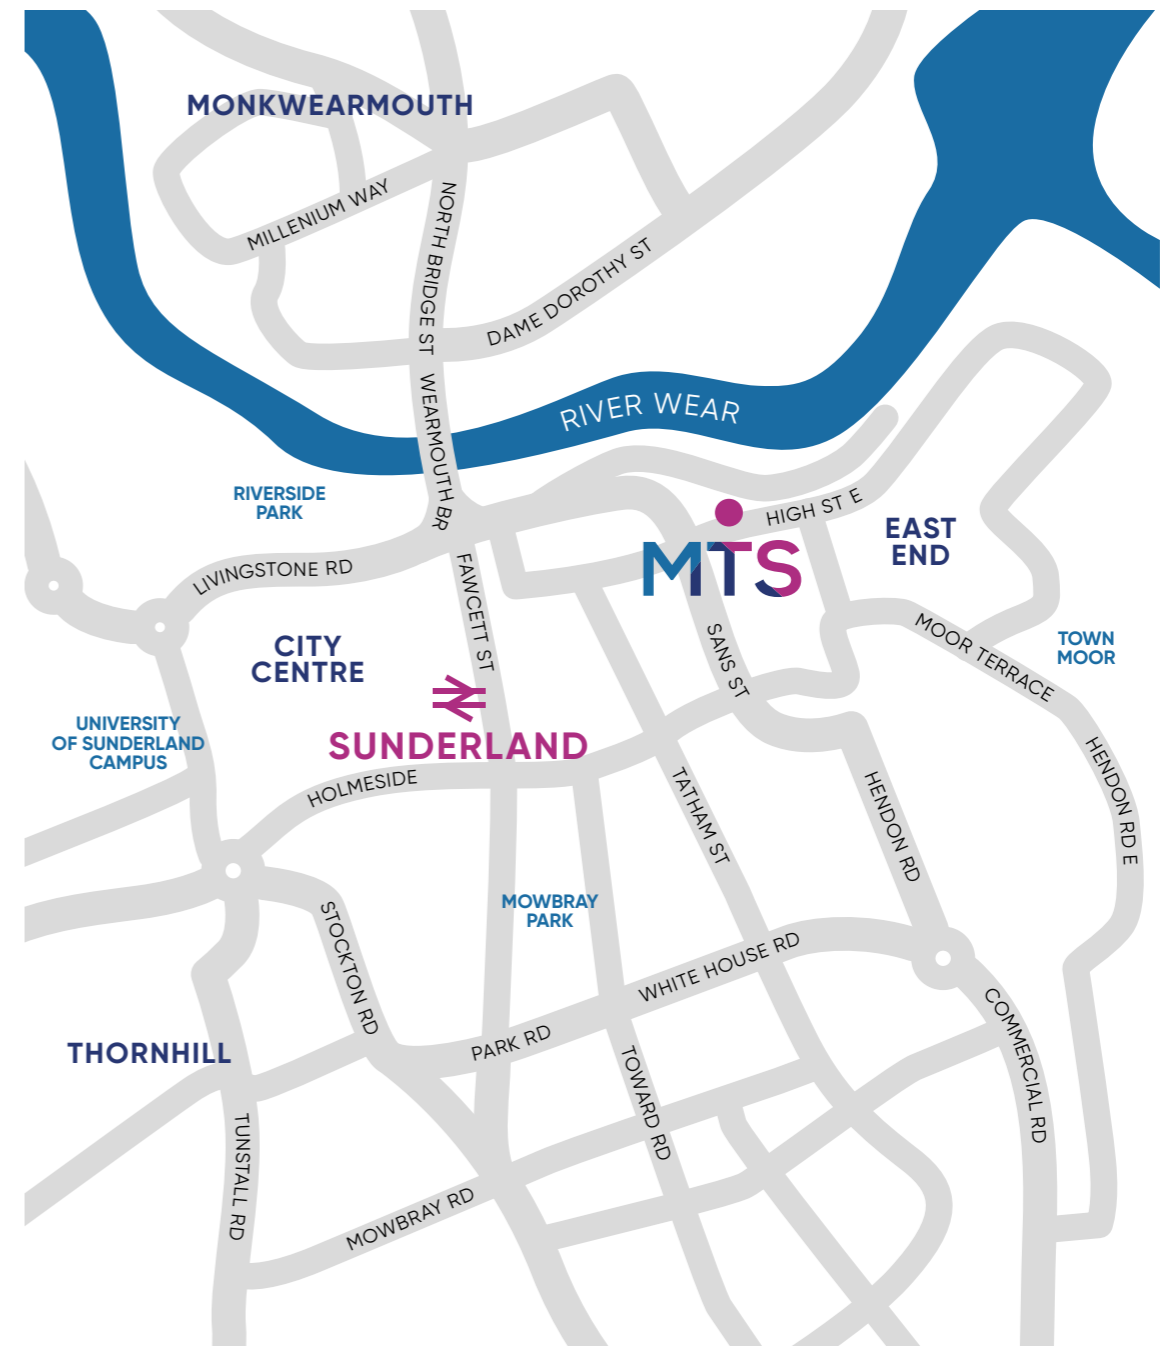 MONKWEARMOUTH
MILLENIUM WAY
NORTH BRIDGE ST
DAME DOROTHY ST
WEARMOUTH BR
RIVER WEAR
RIVERSIDE
PARK
HIGH ST E
EAST
END
MTS
LIVINGSTONE RD
FAWCETT ST
CITY
CENTRE
SANS ST
MOOR TERRACE
TOWN
MOOR
UNIVERSITY
OF SUNDERLAND
CAMPUS
SUNDERLAND
HOLMESIDE
TATHAM ST
HENDON RD
HENDON RD E
MOWBRAY
PARK
STOCKTON RD
WHITE HOUSE RD
PARK RD
COMMERCIAL RD
THORNHILL
TOWARD RD
TUNSTALL RD
MOWBRAY RD